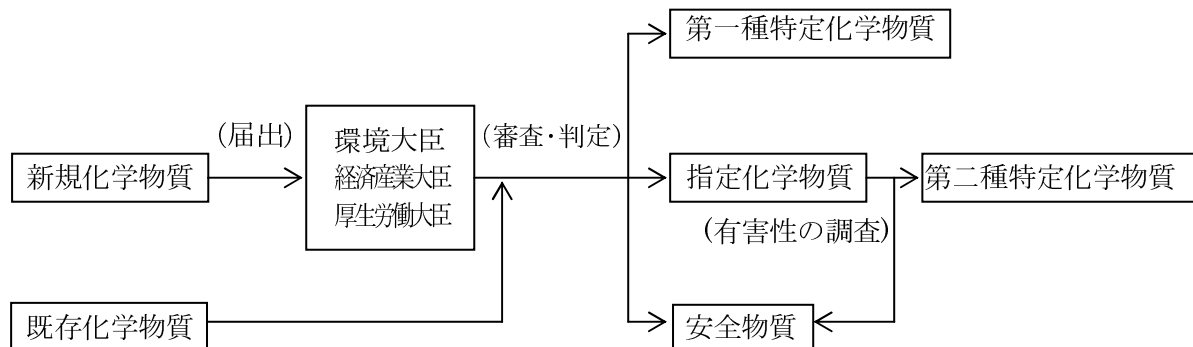 第一種特定化学物質
(届出)
環境大臣
経済産業大臣
厚生労働大臣
(審査・判定)
新規化学物質
指定化学物質
第二種特定化学物質
(有害性の調査)
既存化学物質
安全物質